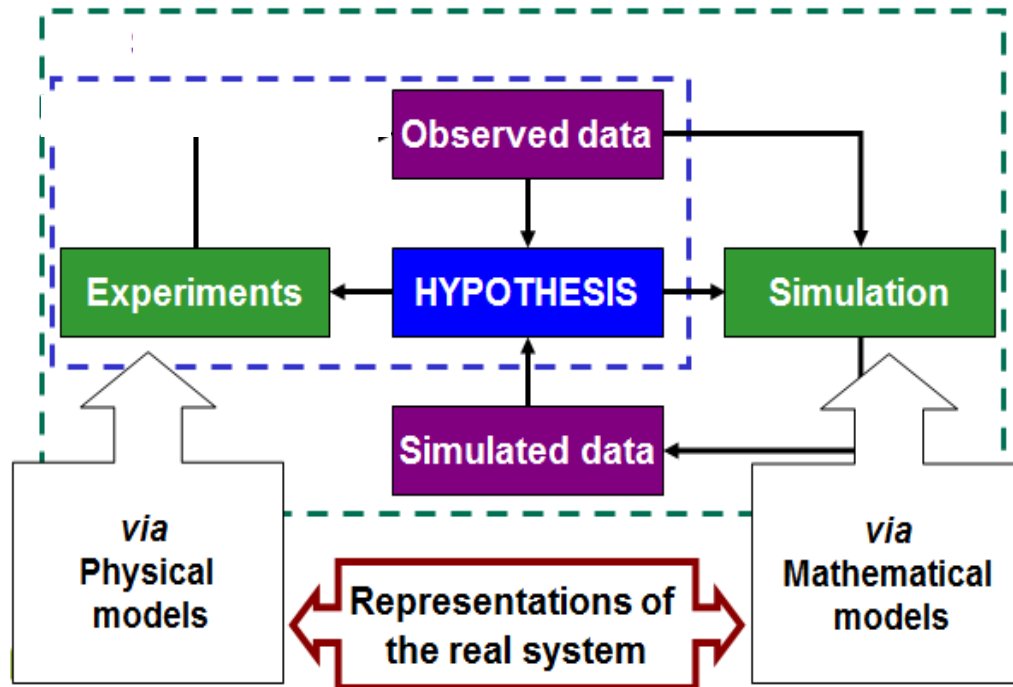 Observed data
Experiments
HYPOTHESIS
Simulation
Simulated data
via
Physical
models
Representations of
the real system
via
Mathematical
models